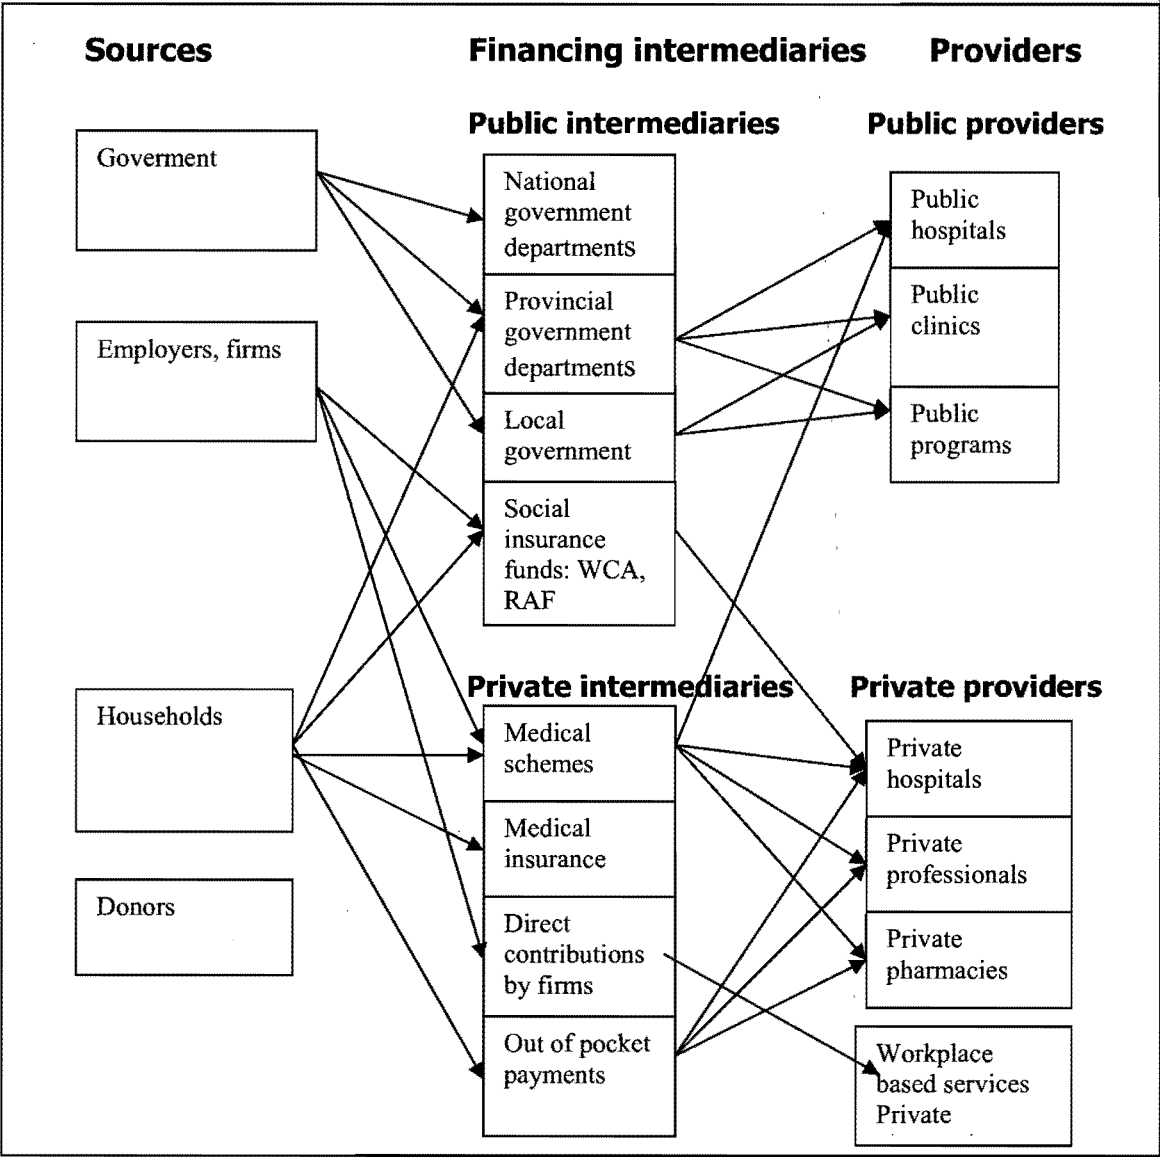 Sources
Financing intermediaries
Providers
Public intermediaries
Public providers
Goverment
Employers, firms
Households
Donors
National
government
departments
Provincial
government
departments
Local
government
Social
insurance
funds: WCA,
RAF
Private intermediaries
Medical
schemes
Medical
insurance
Direct
contributions
by firms
Out of pocket
payments
Public
hospitals
Public
clinics
Public
programs
Private providers
Private
hospitals
Private
professionals
Private
pharmacies
Workplace
based services
Private